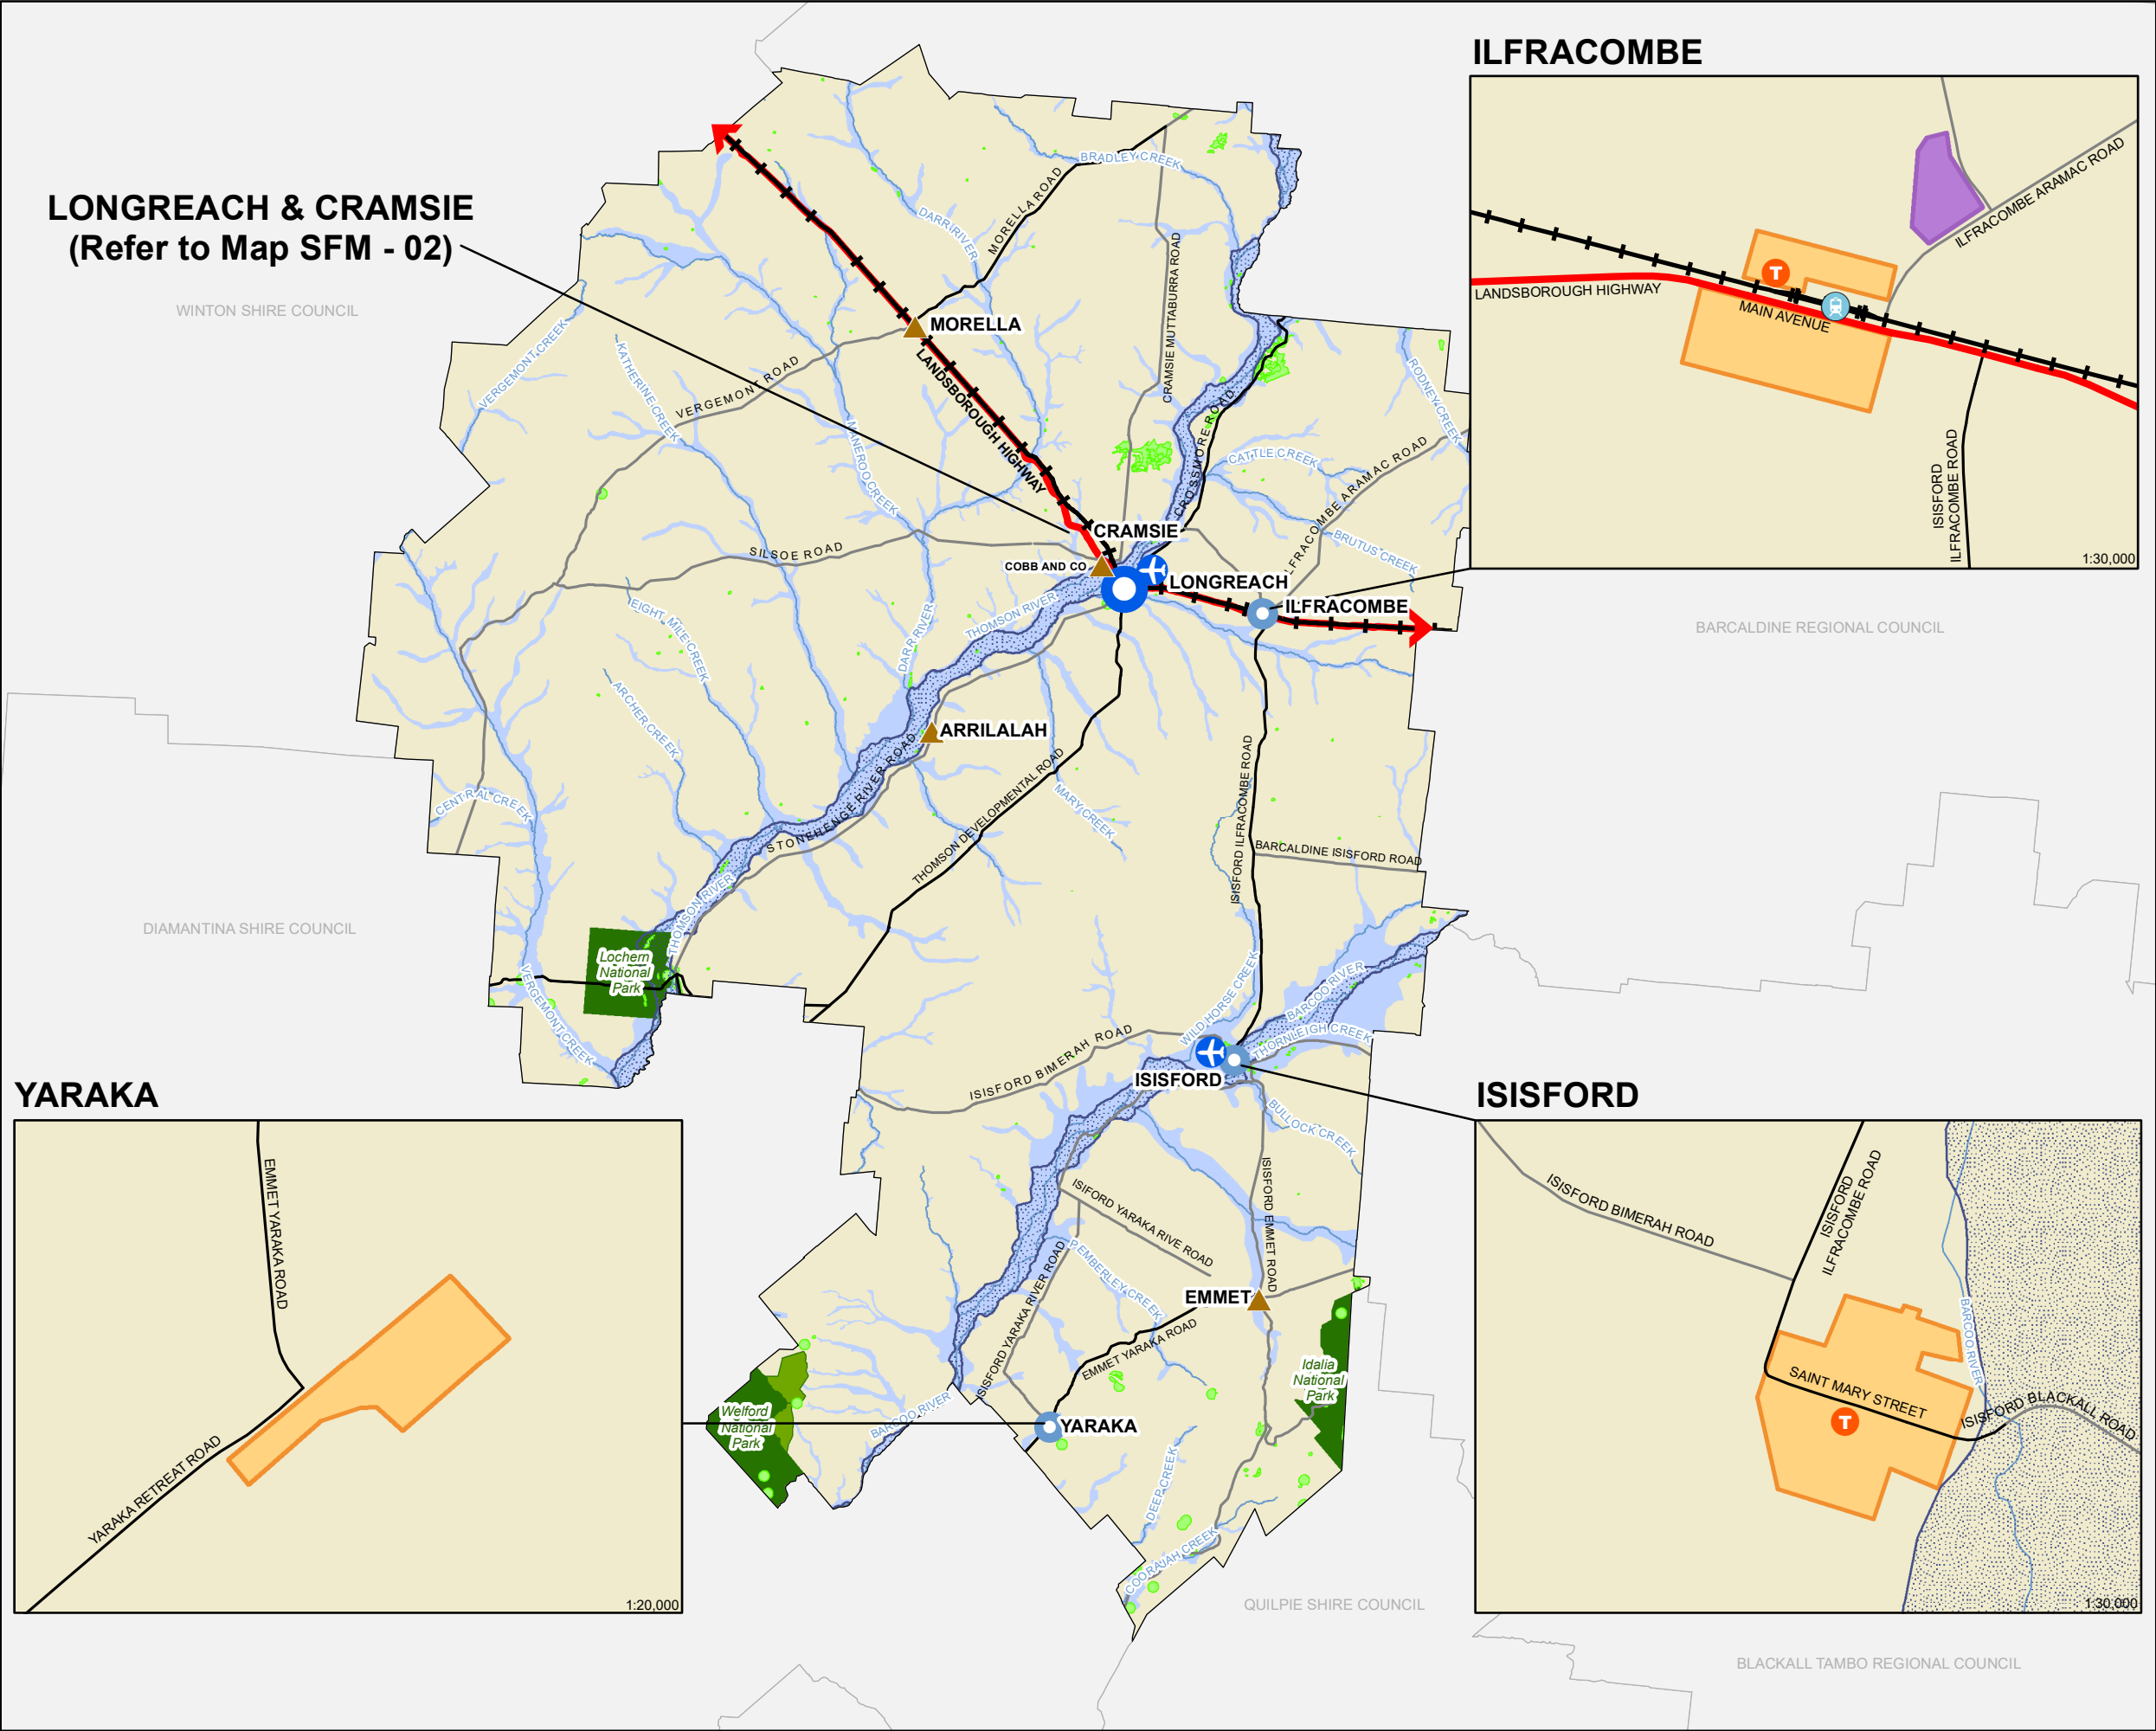 ILFRACOMBE
ILFRACOMBE ARAMAC ROAD
LANDSBOROUGH HIGHWAY
MAIN AVENUE
T
ISISFORD
ILFRACOMBE ROAD
1:30,000
LONGREACH & CRAMSIE
(Refer to Map SFM - 02)
WINTON SHIRE COUNCIL
BRADLEY CREEK
MORELLA ROAD
DARR RIVER
CRAMSIE MUTTABURRA ROAD
VERGEMONT CREEK
KATHERINE CREEK
MORELLA
VERGEMONT ROAD
LANDSBOROUGH HIGHWAY
RODNEY CREEK
MANEROO CREEK
CROSSMORE ROAD
CATTLE CREEK
ILFRACOMBE ARAMAC ROAD
BRUTUS CREEK
SILSOE ROAD
CRAMSIE
COBB AND CO
LONGREACH
ILFRACOMBE
BARCALDINE REGIONAL COUNCIL
EIGHT MILE CREEK
THOMSON RIVER
DARR RIVER
ARCHER CREEK
ARRILALAH
STONEHENGE RIVER ROAD
THOMSON DEVELOPMENTAL ROAD
MARY CREEK
ISISFORD ILFRACOMBE ROAD
BARCALDINE ISISFORD ROAD
CENTRAL CREEK
THOMSON RIVER
DIAMANTINA SHIRE COUNCIL
Lochern
National
Park
VERGEMONT CREEK
WILD HORSE CREEK
BARCOO RIVER
THORNLEIGH CREEK
ISISFORD BIMERAH ROAD
ISISFORD
BULLOCK CREEK
ISIFORD YARAKA RIVE ROAD
ISISFORD EMMET ROAD
PEMBERLEY CREEK
ISISFORD YARAKA RIVER ROAD
EMMET
EMMET YARAKA ROAD
Idalia
National
Park
Welford
National
Park
BARCOO RIVER
YARAKA
DEEP CREEK
COORAJAH CREEK
QUILPIE SHIRE COUNCIL
BLACKALL TAMBO REGIONAL COUNCIL
YARAKA
EMMET YARAKA ROAD
YARAKA RETREAT ROAD
1:20,000
ISISFORD
ISISFORD BIMERAH ROAD
ISISFORD
ILFRACOMBE ROAD
BARCOO RIVER
SAINT MARY STREET
T
ISISFORD BLACKALL ROAD
1:30,000